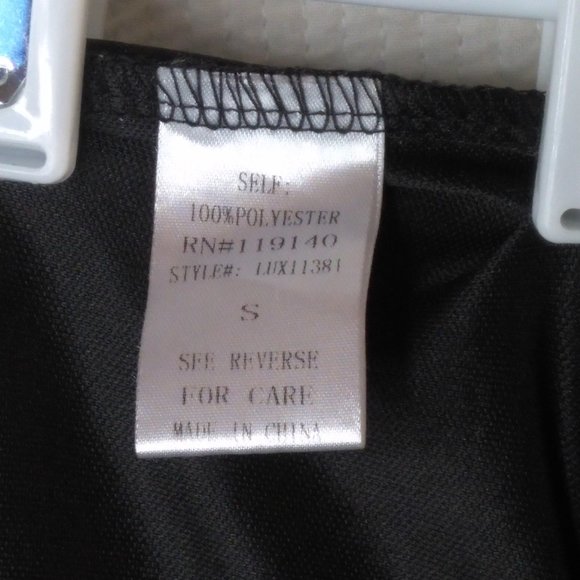 SELF:
100%POLYESTER
RN#119140
STYLE#: LUX11381
S
SEE REVERSE
FOR CARE
MADE IN CHINA